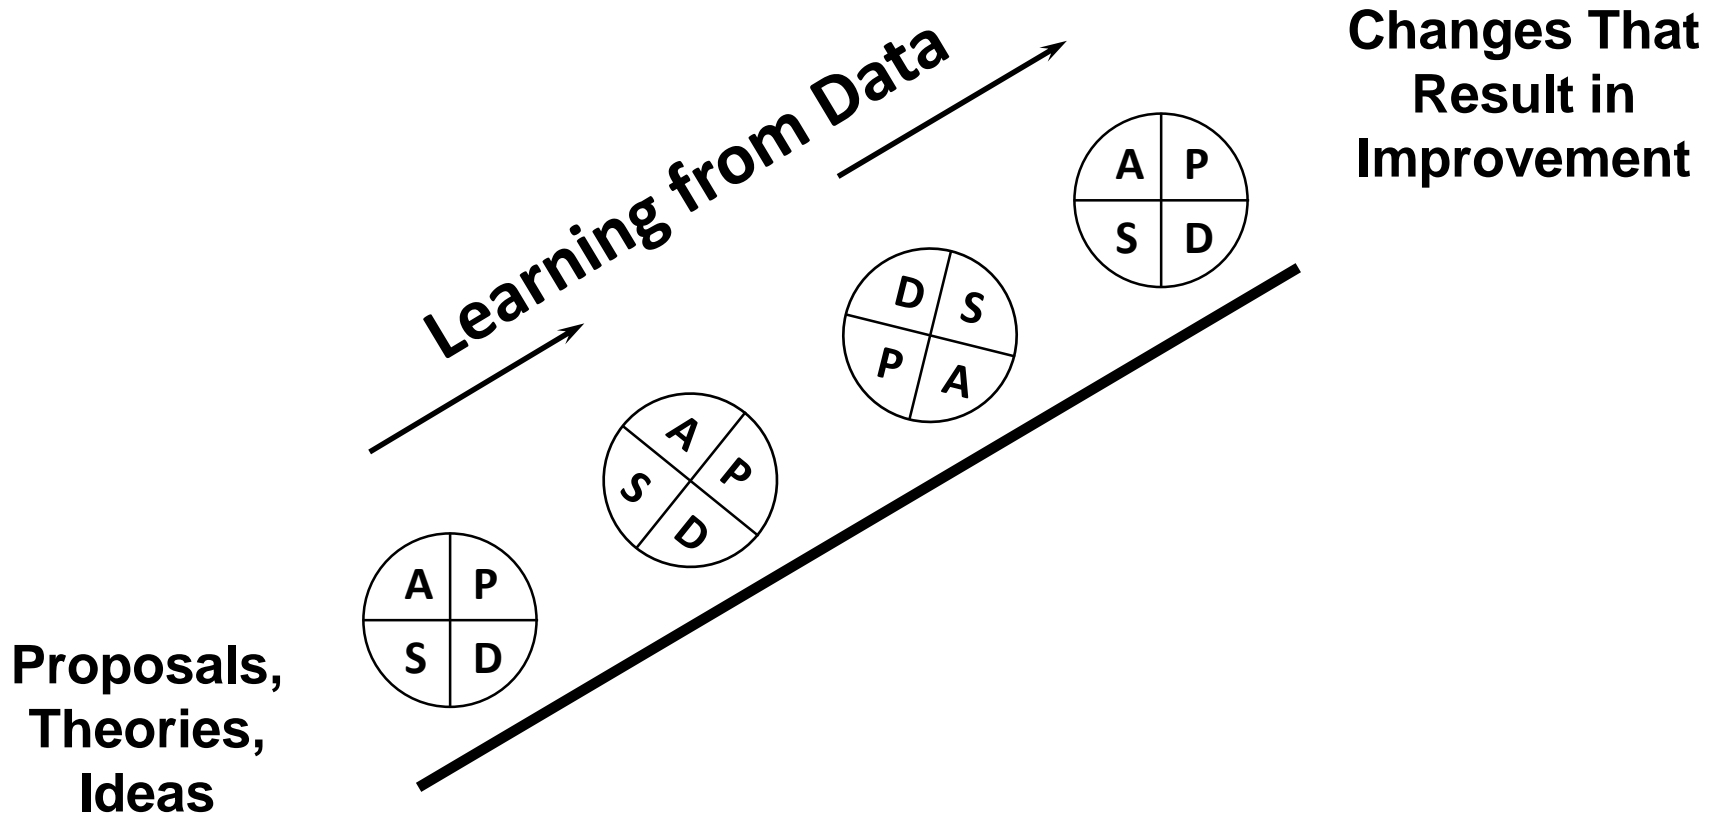 Changes That
Result in
Improvement
Learning from Data
A P
S D
D S
P A
A
S P
D
A P
S D
Proposals,
Theories,
Ideas